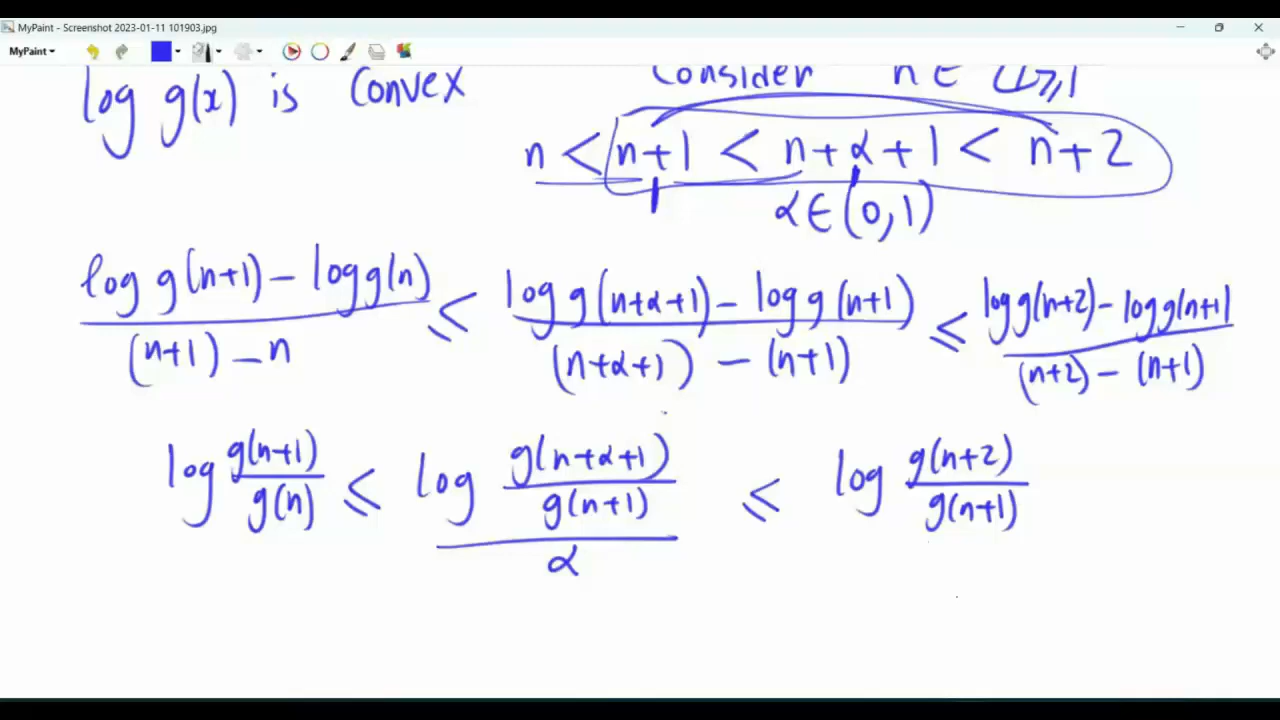 MyPaint - Screenshot 2023-01-11 101903.jpg
MyPaint
log g(x) is convex
Consider n ∈ ℤ≥1
n < n+1 < n+α+1 < n+2
α∈(0,1)
(log g(n+1) − log g(n)) / ((n+1) − n) ≤ (log g(n+α+1) − log g(n+1)) / ((n+α+1) − (n+1)) ≤ (log g(n+2) − log g(n+1)) / ((n+2) − (n+1))
log g(n+1)/g(n) ≤ (log g(n+α+1)/g(n+1)) / α ≤ log g(n+2)/g(n+1)